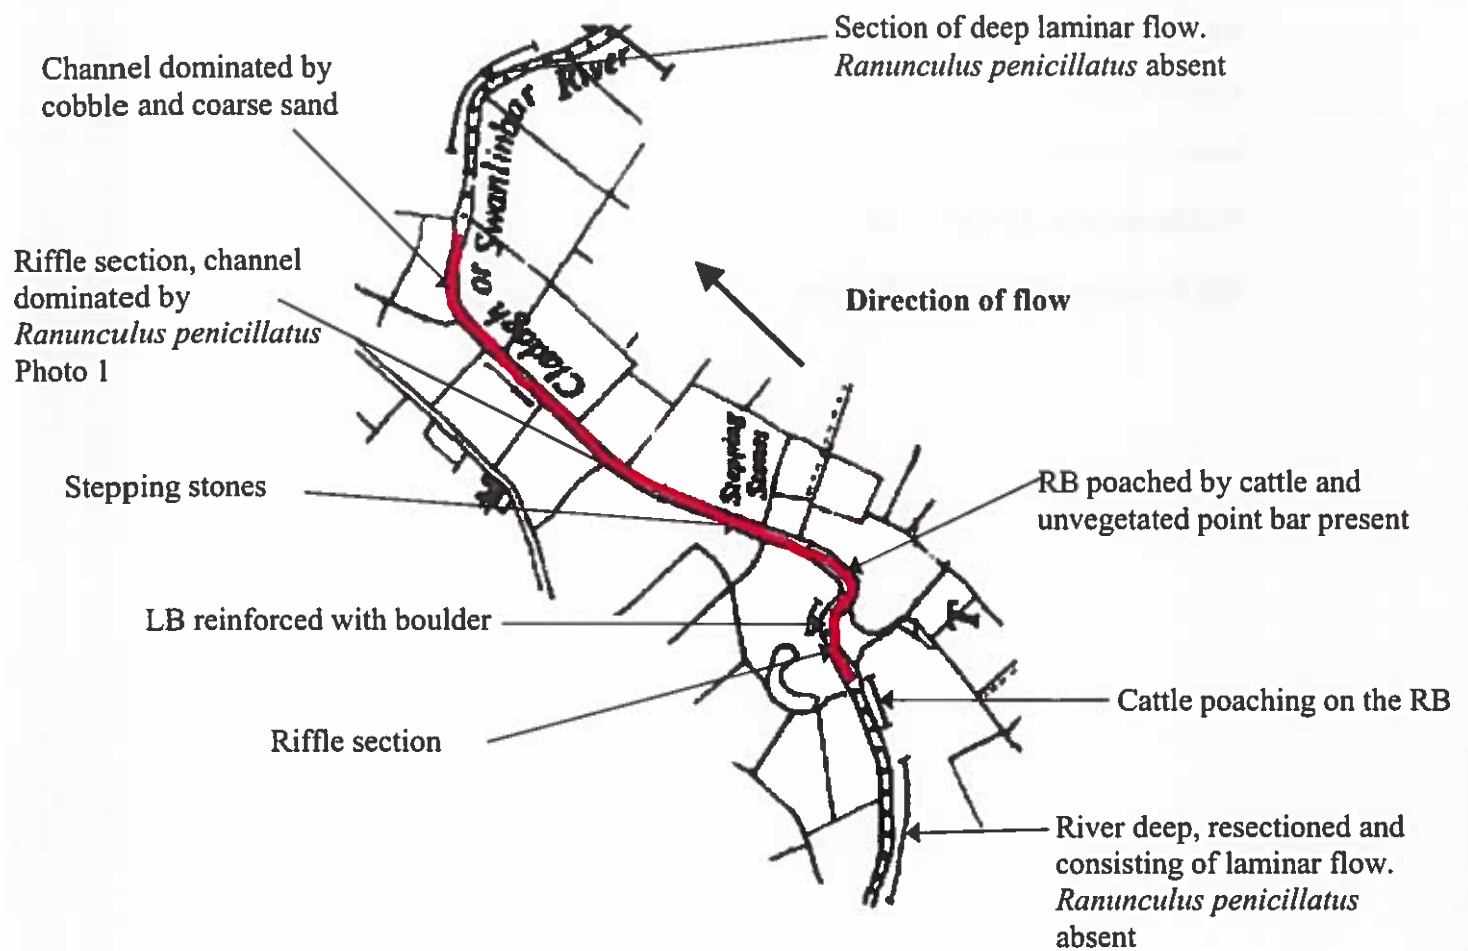 Section of deep laminar flow.
Ranunculus penicillatus absent
Channel dominated by
cobble and coarse sand
Cladagh or Swanlinbar River
Riffle section, channel
dominated by
Ranunculus penicillatus
Photo 1
Direction of flow
Stepping
Stones
Stepping stones
RB poached by cattle and
unvegetated point bar present
LB reinforced with boulder
Cattle poaching on the RB
Riffle section
River deep, resectioned and
consisting of laminar flow.
Ranunculus penicillatus
absent